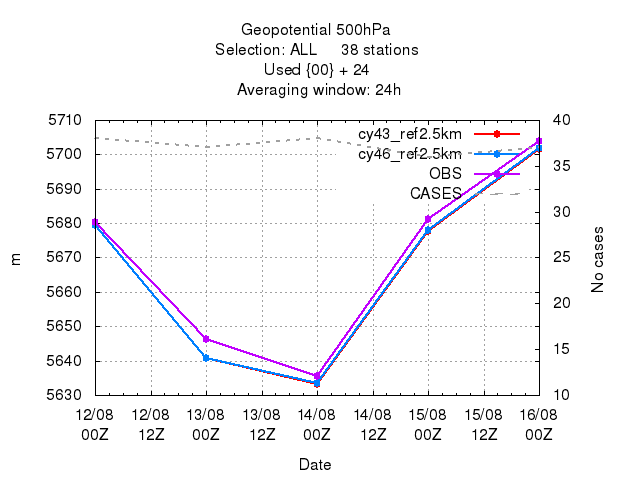 Geopotential 500hPa
Selection: ALL 38 stations
Used {00} + 24
Averaging window: 24h
5710
5700
5690
5680
5670
5660
5650
5640
5630
m
40
35
30
25
20
15
10
No cases
cy43_ref2.5km
cy46_ref2.5km
OBS
CASES
12/08 12/08 13/08 13/08 14/08 14/08 15/08 15/08 16/08
00Z 12Z 00Z 12Z 00Z 12Z 00Z 12Z 00Z
Date